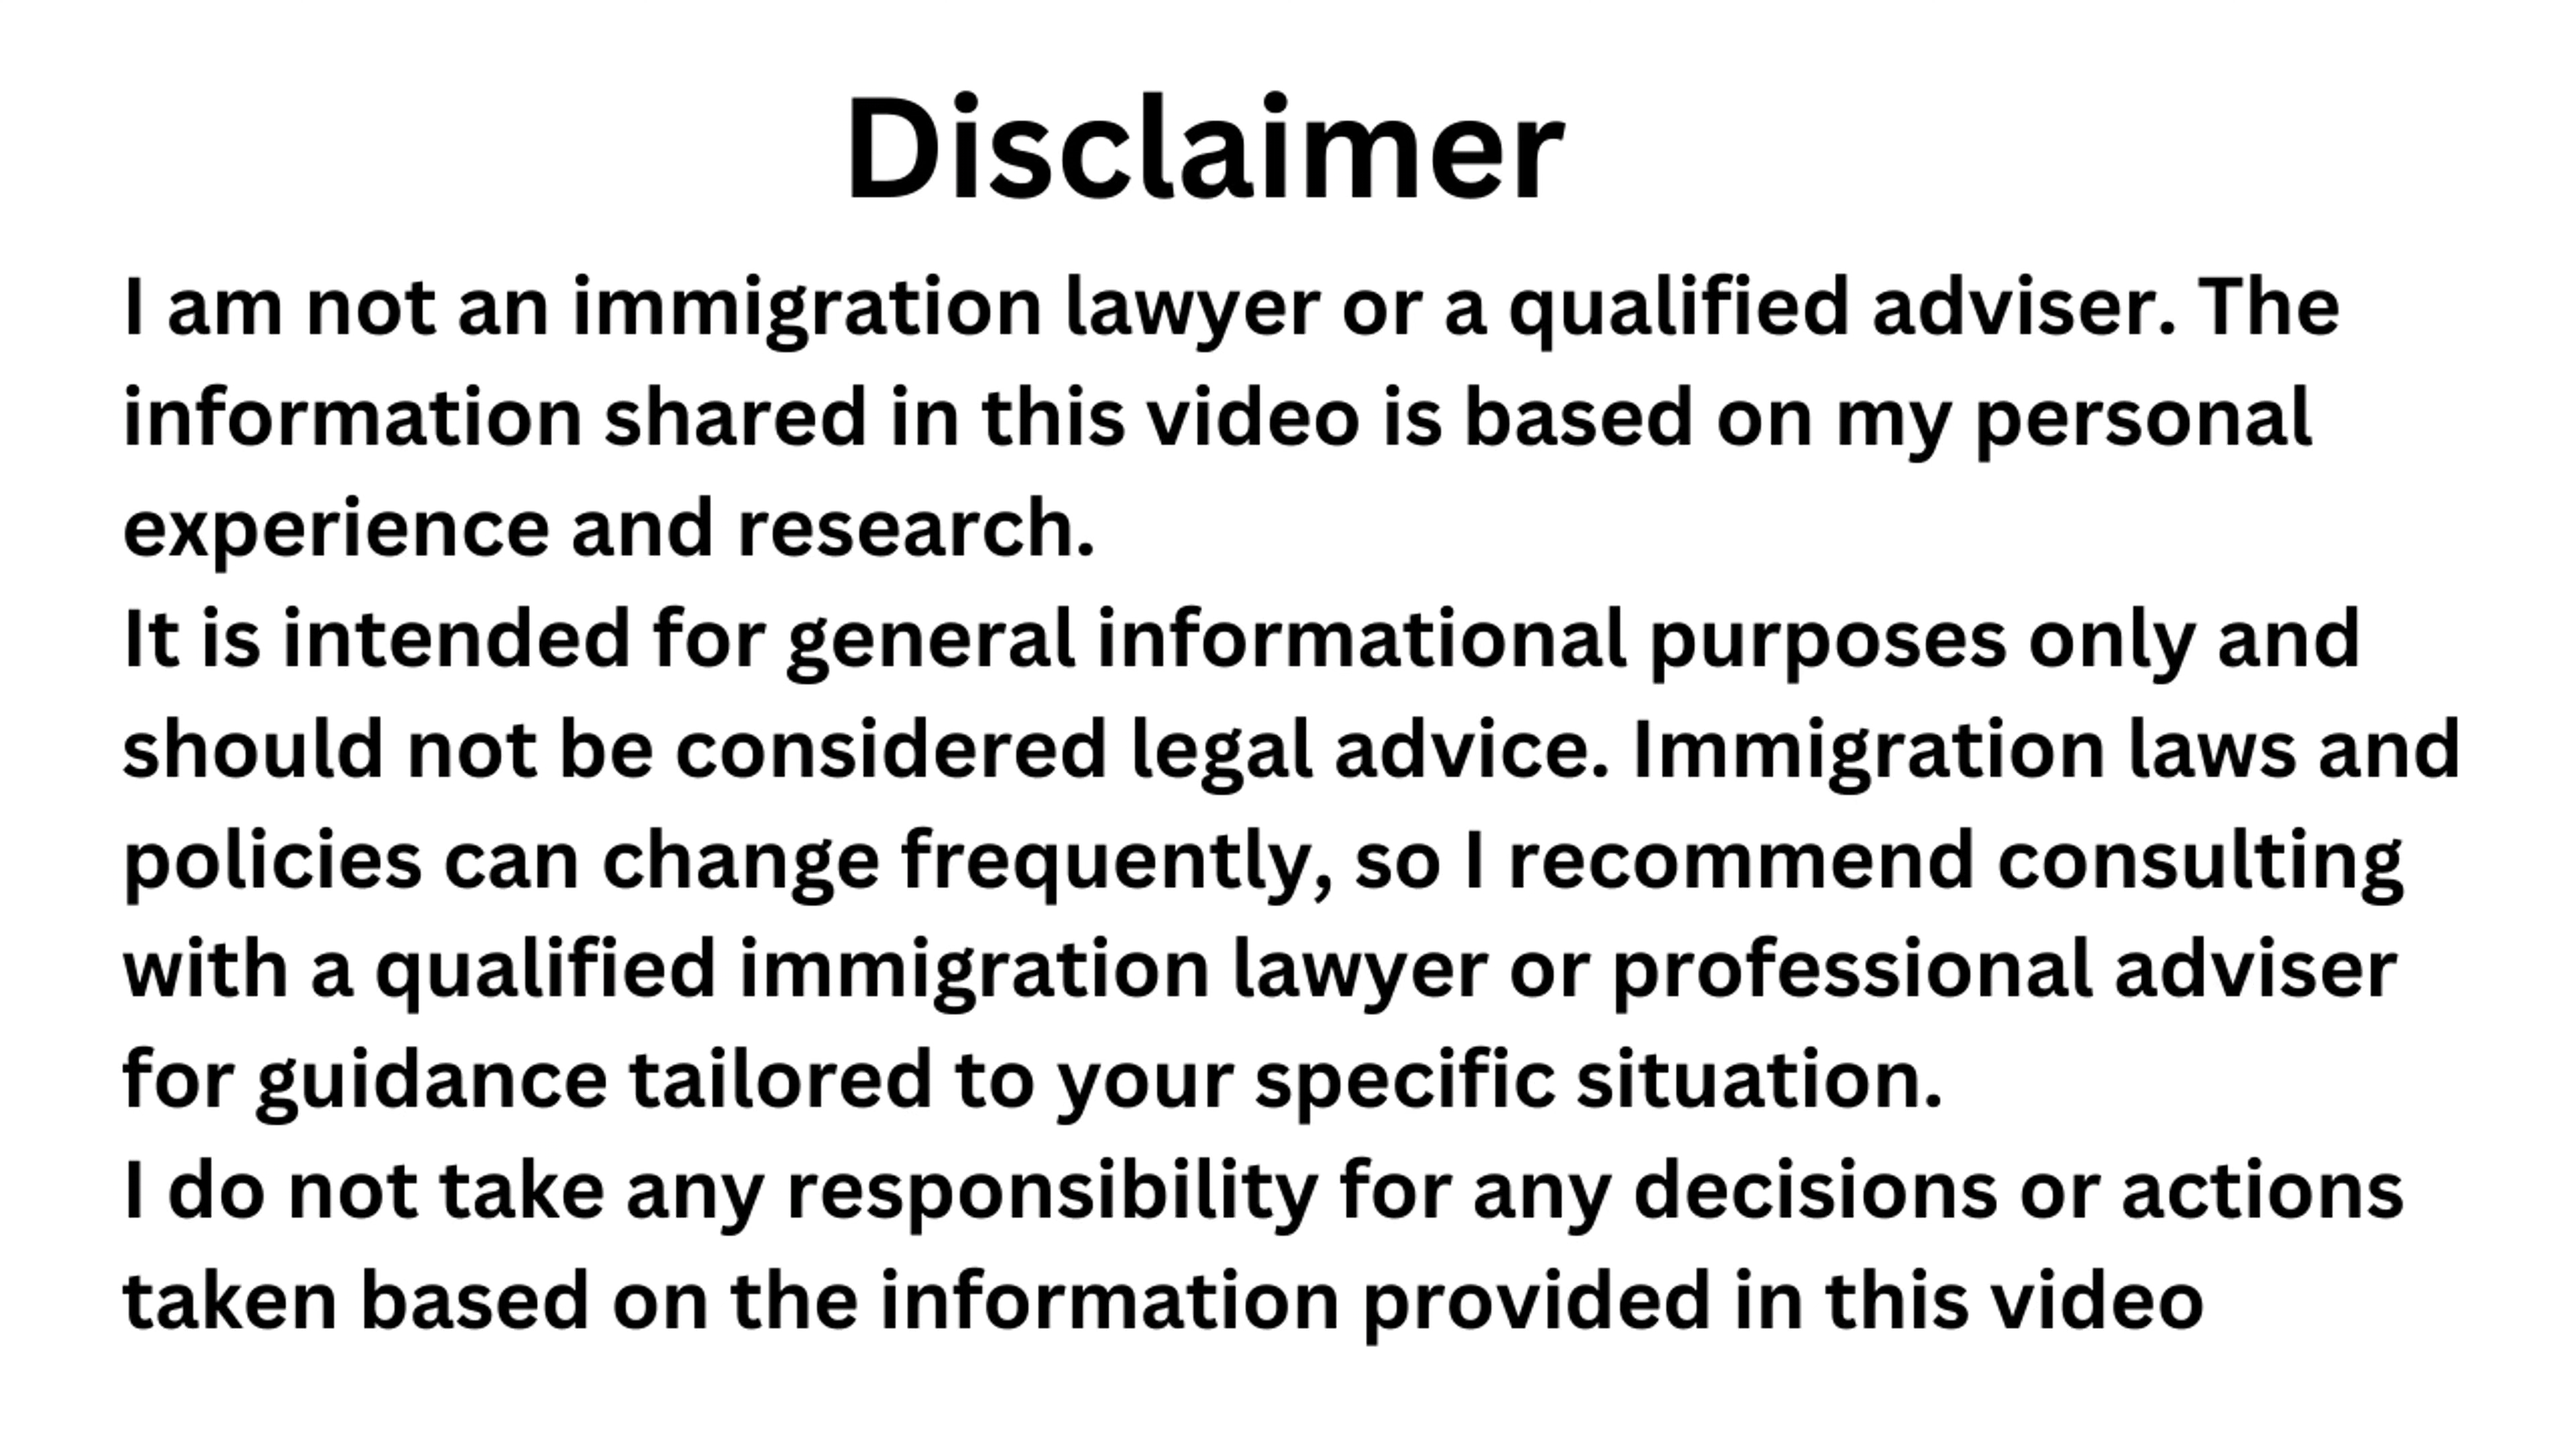 Disclaimer
I am not an immigration lawyer or a qualified adviser. The
information shared in this video is based on my personal
experience and research.
It is intended for general informational purposes only and
should not be considered legal advice. Immigration laws and
policies can change frequently, so I recommend consulting
with a qualified immigration lawyer or professional adviser
for guidance tailored to your specific situation.
I do not take any responsibility for any decisions or actions
taken based on the information provided in this video